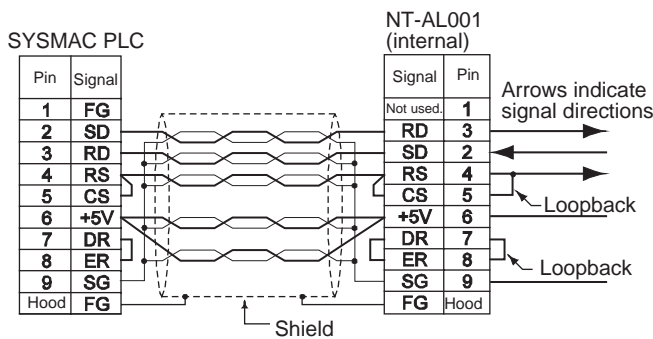 NT-AL001
(internal)
SYSMAC PLC
Pin Signal
1 FG
2 SD
3 RD
4 RS
5 CS
6 +5V
7 DR
8 ER
9 SG
Hood FG
Signal Pin
Not used. 1
RD 3
SD 2
RS 4
CS 5
+5V 6
DR 7
ER 8
SG 9
FG Hood
Arrows indicate
signal directions
Loopback
Loopback
Shield